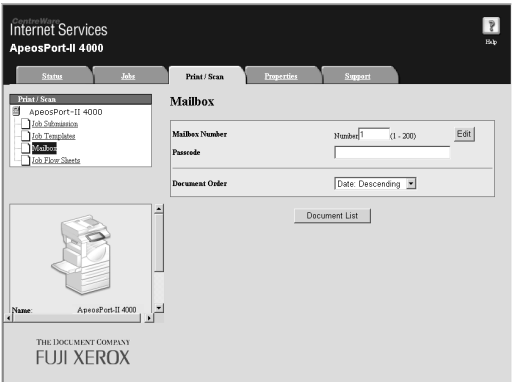 CentreWare
Internet Services
ApeosPort-II 4000
Help
Status Jobs Print / Scan Properties Support
Print / Scan
ApeosPort-II 4000
Job Submission
Job Templates
Mailbox
Job Flow Sheets
Mailbox
Mailbox Number Number 1 (1 - 200) Edit
Passcode
Document Order Date: Descending
Document List
Name: ApeosPort-II 4000
THE DOCUMENT COMPANY
FUJI XEROX